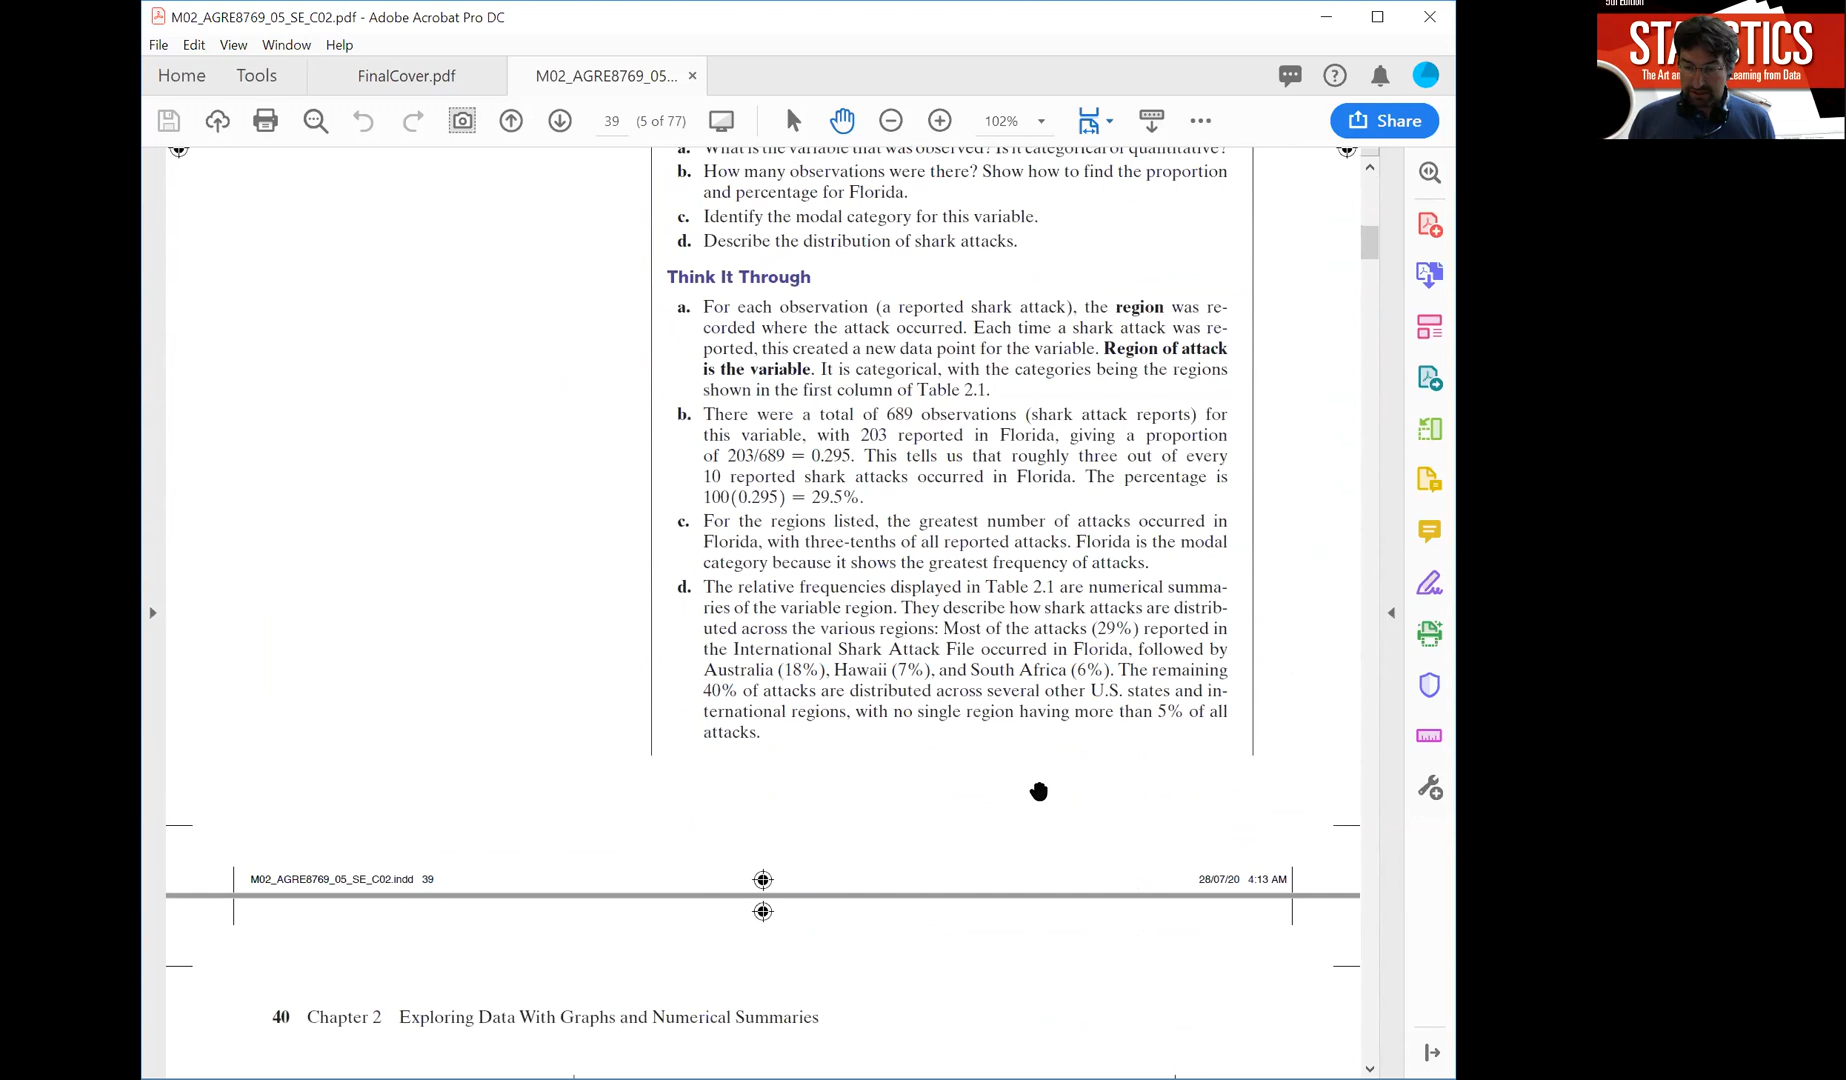 M02_AGRE8769_05_SE_C02.pdf - Adobe Acrobat Pro DC
File Edit View Window Help
Home Tools FinalCover.pdf M02_AGRE8769_05... ×
39 (5 of 77) 102% Share
5th Edition
The Art and Learning from Data
a. What is the variable that was observed? Is it categorical or quantitative?
b. How many observations were there? Show how to find the proportion
and percentage for Florida.
c. Identify the modal category for this variable.
d. Describe the distribution of shark attacks.
Think It Through
a. For each observation (a reported shark attack), the region was re-
corded where the attack occurred. Each time a shark attack was re-
ported, this created a new data point for the variable. Region of attack
is the variable. It is categorical, with the categories being the regions
shown in the first column of Table 2.1.
b. There were a total of 689 observations (shark attack reports) for
this variable, with 203 reported in Florida, giving a proportion
of 203/689 = 0.295. This tells us that roughly three out of every
10 reported shark attacks occurred in Florida. The percentage is
100(0.295) = 29.5%.
c. For the regions listed, the greatest number of attacks occurred in
Florida, with three-tenths of all reported attacks. Florida is the modal
category because it shows the greatest frequency of attacks.
d. The relative frequencies displayed in Table 2.1 are numerical summa-
ries of the variable region. They describe how shark attacks are distrib-
uted across the various regions: Most of the attacks (29%) reported in
the International Shark Attack File occurred in Florida, followed by
Australia (18%), Hawaii (7%), and South Africa (6%). The remaining
40% of attacks are distributed across several other U.S. states and in-
ternational regions, with no single region having more than 5% of all
attacks.
M02_AGRE8769_05_SE_C02.indd 39 28/07/20 4:13 AM
40 Chapter 2 Exploring Data With Graphs and Numerical Summaries